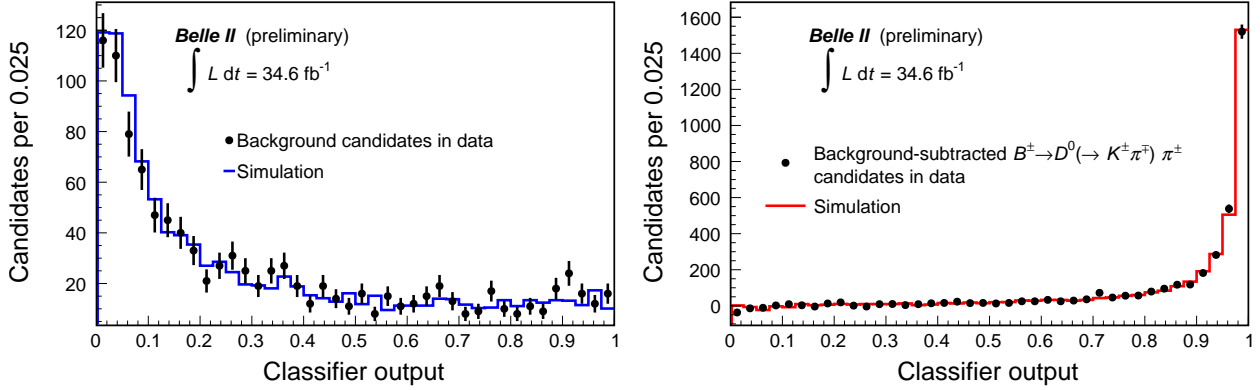 Candidates per 0.025
120
100
80
60
40
20
0 0.1 0.2 0.3 0.4 0.5 0.6 0.7 0.8 0.9 1
Classifier output
Belle II (preliminary)
∫ L dt = 34.6 fb⁻¹
Background candidates in data
Simulation
Candidates per 0.025
1600
1400
1200
1000
800
600
400
200
0
0 0.1 0.2 0.3 0.4 0.5 0.6 0.7 0.8 0.9 1
Classifier output
Belle II (preliminary)
∫ L dt = 34.6 fb⁻¹
Background-subtracted B±→D⁰(→ K±π∓) π±
candidates in data
Simulation